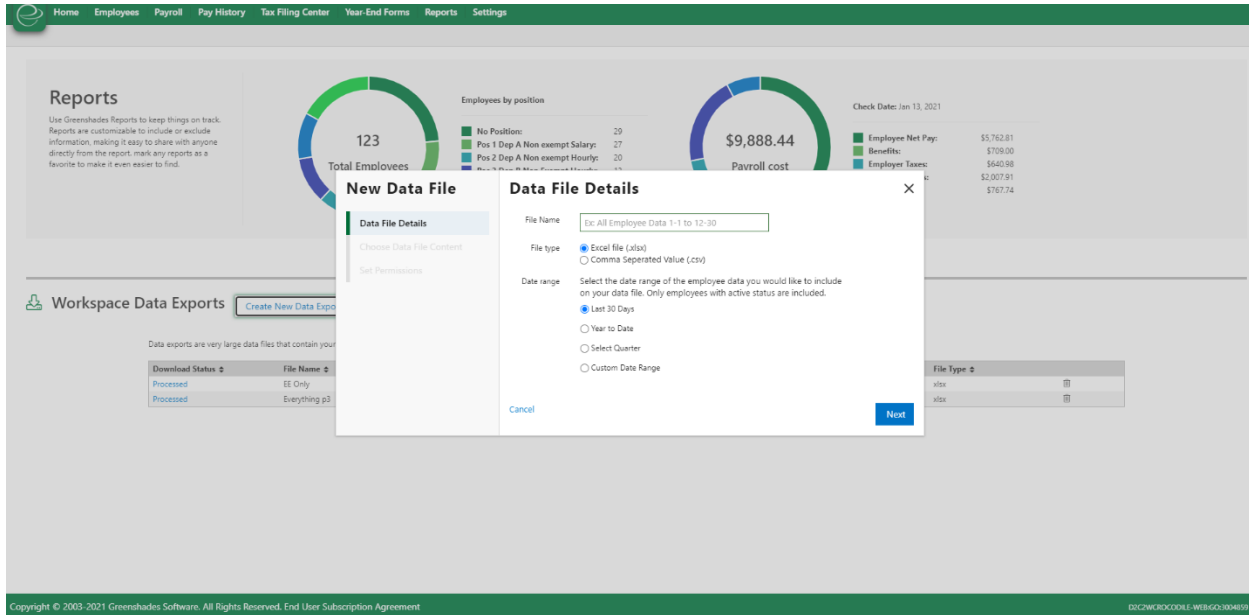 Home Employees Payroll Pay History Tax Filing Center Year-End Forms Reports Settings
Reports
Use Greenshades Reports to keep things on track.
Reports are customizable to include or exclude
information, making it easy to share with anyone
directly from the report. mark any reports as a
favorite to make it even easier to find.
123
Total Employees
Employees by position
No Position: 29
Pos 1 Dep A Non exempt Salary: 27
Pos 2 Dep A Non exempt Hourly: 20
$9,888.44
Payroll cost
Check Date: Jan 13, 2021
Employee Net Pay: $5,762.81
Benefits: $709.00
Employer Taxes: $640.98
$2,007.91
$767.74
New Data File
Data File Details
Choose Data File Content
Set Permissions
Data File Details
File Name Ex: All Employee Data 1-1 to 12-30
File type Excel file (.xlsx)
Comma Seperated Value (.csv)
Date range Select the date range of the employee data you would like to include
on your data file. Only employees with active status are included.
Last 30 Days
Year to Date
Select Quarter
Custom Date Range
Cancel Next
Workspace Data Exports Create New Data Expo
Data exports are very large data files that contain your
Download Status File Name File Type
Processed EE Only xlsx
Processed Everything p3 xlsx
Copyright © 2003-2021 Greenshades Software. All Rights Reserved. End User Subscription Agreement